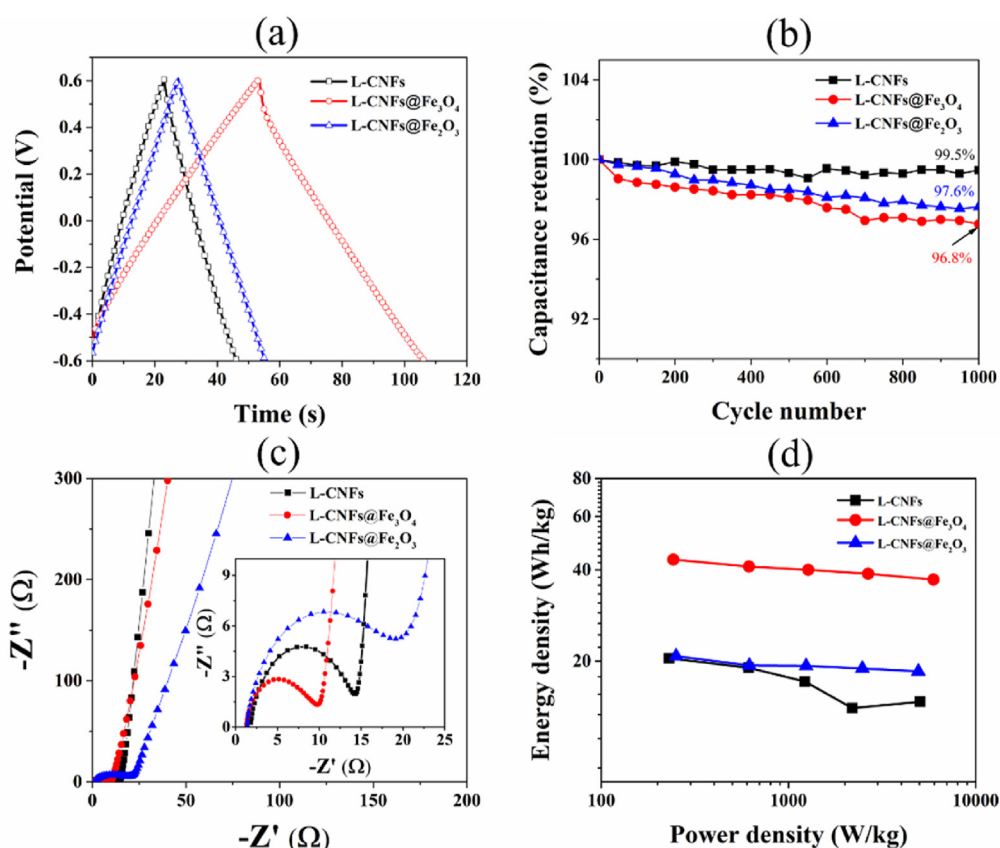 (a)
0.6
0.4
0.2
0.0
-0.2
-0.4
-0.6
0 20 40 60 80 100 120
Potential (V)
Time (s)
L-CNFs
L-CNFs@Fe₃O₄
L-CNFs@Fe₂O₃
(b)
104
100
96
92
0 200 400 600 800 1000
Capacitance retention (%)
Cycle number
L-CNFs
L-CNFs@Fe₃O₄
L-CNFs@Fe₂O₃
99.5%
97.6%
96.8%
(c)
300
200
100
0
0 50 100 150 200
-Z'' (Ω)
-Z' (Ω)
L-CNFs
L-CNFs@Fe₃O₄
L-CNFs@Fe₂O₃
9
6
3
0
0 5 10 15 20 25
-Z'' (Ω)
-Z' (Ω)
(d)
80
60
40
20
100 1000 10000
Energy density (Wh/kg)
Power density (W/kg)
L-CNFs
L-CNFs@Fe₃O₄
L-CNFs@Fe₂O₃